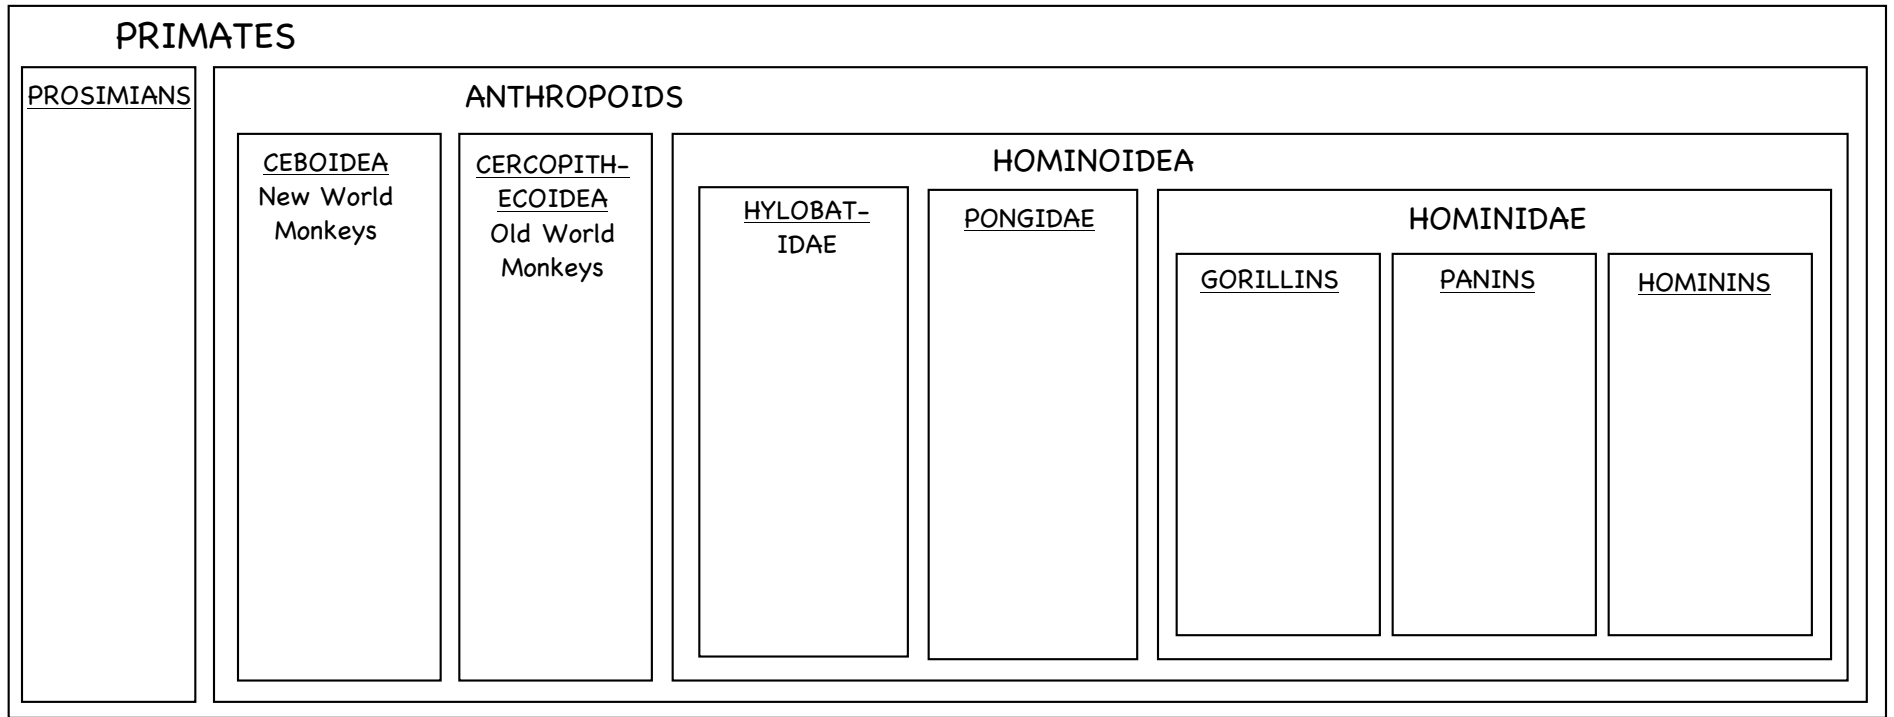 PRIMATES
PROSIMIANS
ANTHROPOIDS
CEBOIDEA
New World
Monkeys
CERCOPITH-
ECOIDEA
Old World
Monkeys
HOMINOIDEA
HYLOBAT-
IDAE
PONGIDAE
HOMINIDAE
GORILLINS
PANINS
HOMININS